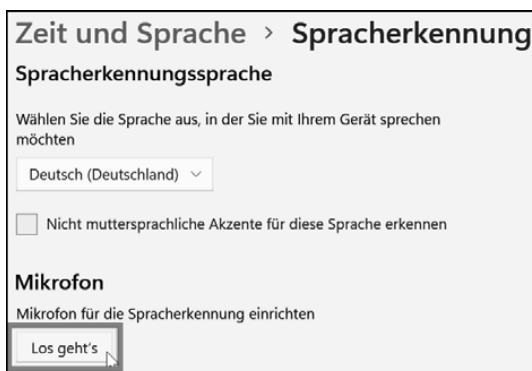 Zeit und Sprache > Spracherkennung
Spracherkennungssprache
Wählen Sie die Sprache aus, in der Sie mit Ihrem Gerät sprechen
möchten
Deutsch (Deutschland)
Nicht muttersprachliche Akzente für diese Sprache erkennen
Mikrofon
Mikrofon für die Spracherkennung einrichten
Los geht's